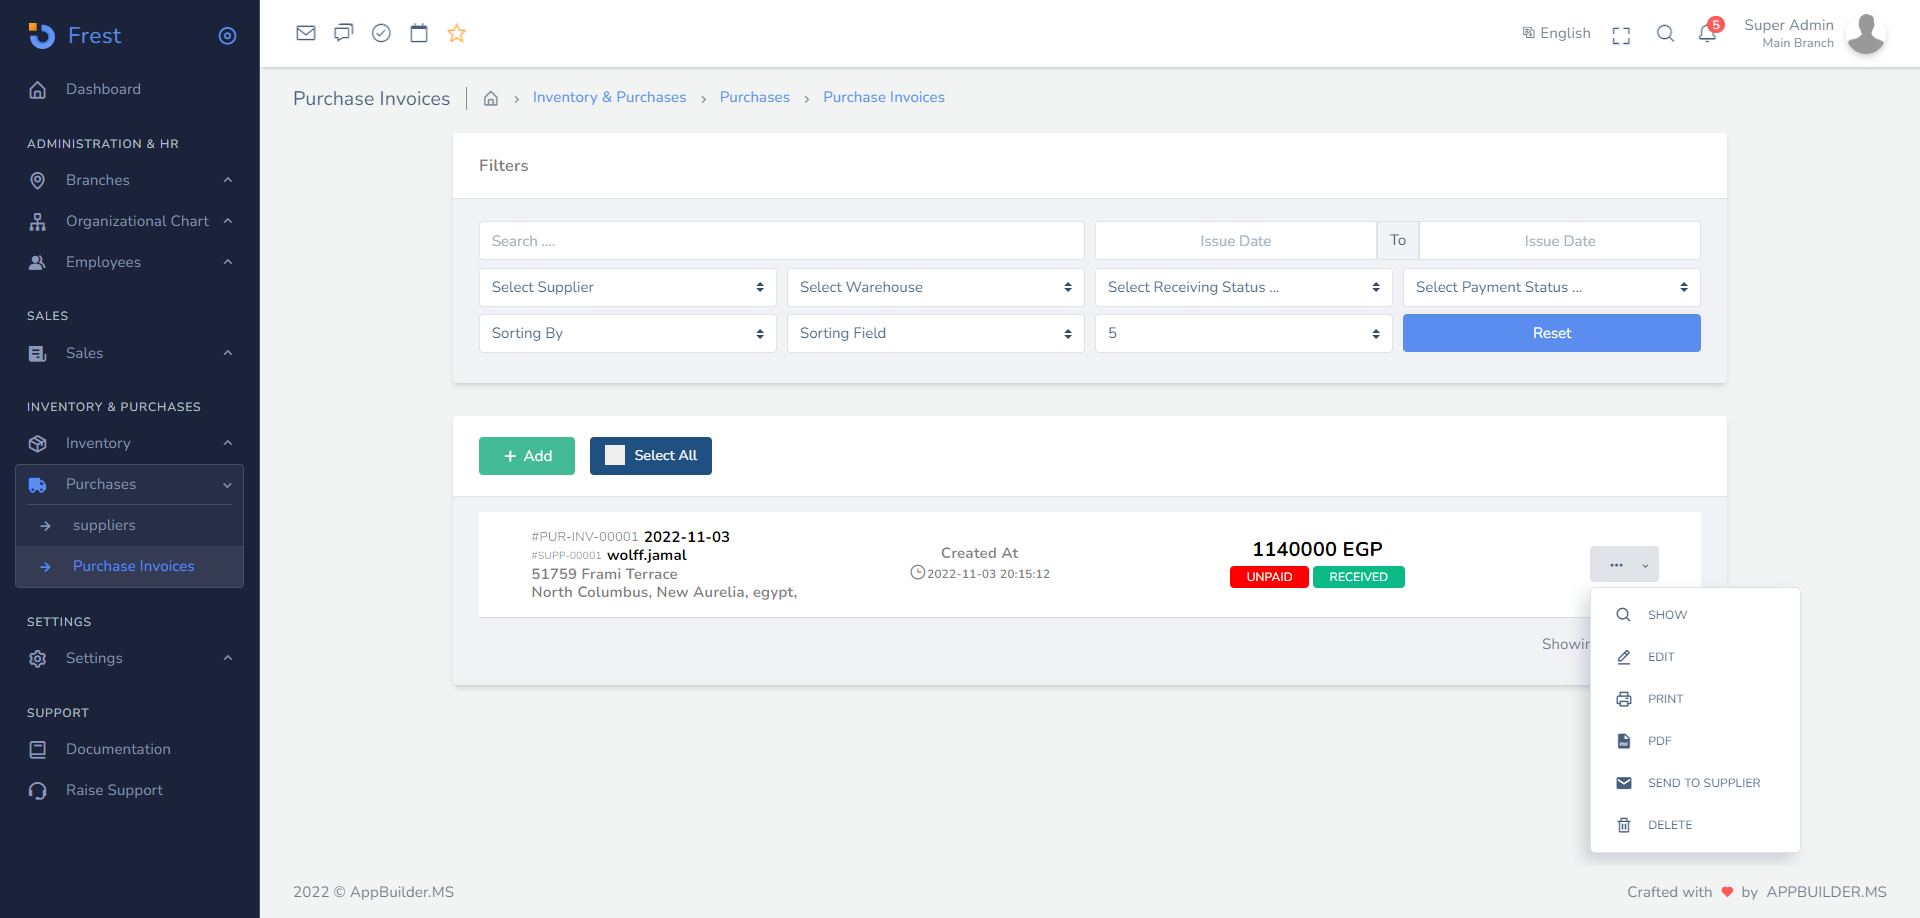 Frest
Dashboard
ADMINISTRATION & HR
Branches
Organizational Chart
Employees
SALES
Sales
INVENTORY & PURCHASES
Inventory
Purchases
suppliers
Purchase Invoices
SETTINGS
Settings
SUPPORT
Documentation
Raise Support
English
5
Super Admin
Main Branch
Purchase Invoices
Inventory & Purchases
Purchases
Purchase Invoices
Filters
Search ....
Issue Date
To
Issue Date
Select Supplier
Select Warehouse
Select Receiving Status ...
Select Payment Status ...
Sorting By
Sorting Field
5
Reset
+ Add
Select All
#PUR-INV-00001 2022-11-03
#SUPP-00001 wolff.jamal
51759 Frami Terrace
North Columbus, New Aurelia, egypt,
Created At
2022-11-03 20:15:12
1140000 EGP
UNPAID
RECEIVED
SHOW
EDIT
PRINT
PDF
SEND TO SUPPLIER
DELETE
2022 © AppBuilder.MS
Crafted with ♥ by APPBUILDER.MS